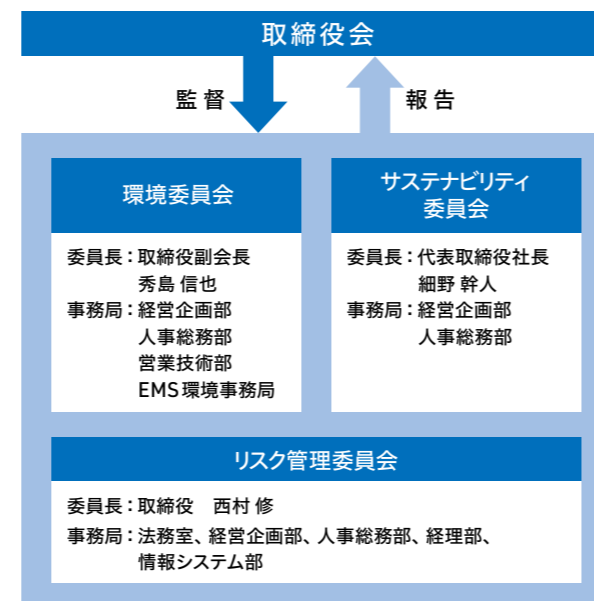 取締役会
監督
報告
環境委員会
委員長：取締役副会長
秀島 信也
事務局：経営企画部
人事総務部
営業技術部
EMS環境事務局
サステナビリティ
委員会
委員長：代表取締役社長
細野 幹人
事務局：経営企画部
人事総務部
リスク管理委員会
委員長：取締役　西村 修
事務局：法務室、経営企画部、人事総務部、経理部、
情報システム部